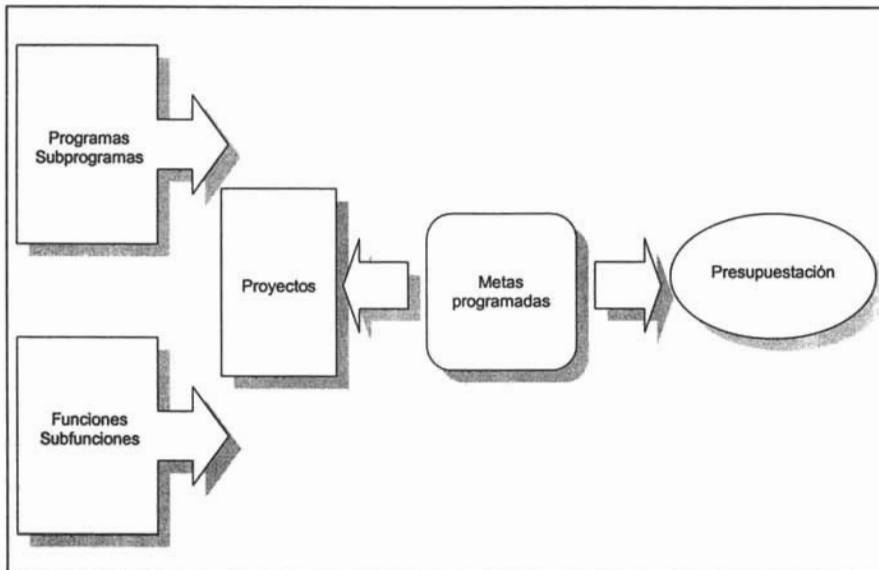 Programas
Subprogramas
Proyectos
Metas
programadas
Presupuestación
Funciones
Subfunciones